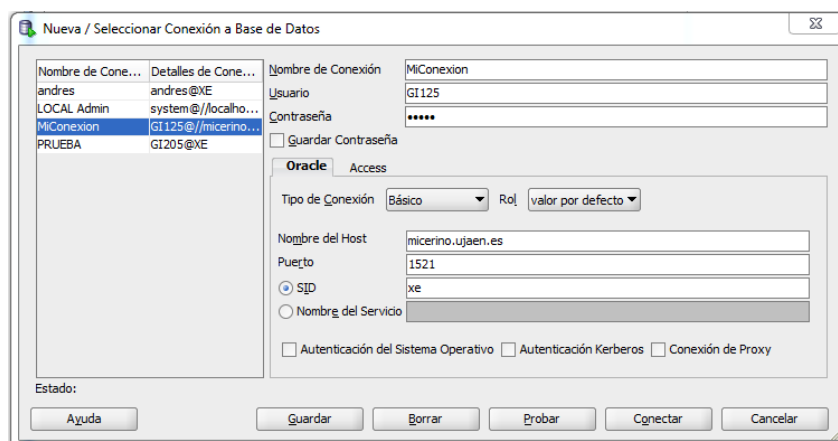 Nueva / Seleccionar Conexión a Base de Datos
Nombre de Cone... Detalles de Cone...
andres andres@XE
LOCAL Admin system@//localho...
MiConexion GI125@//micerino...
PRUEBA GI205@XE
Nombre de Conexión MiConexion
Usuario GI125
Contraseña •••••
Guardar Contraseña
Oracle Access
Tipo de Conexión Básico Rol valor por defecto
Nombre del Host micerino.ujaen.es
Puerto 1521
SID xe
Nombre del Servicio
Autenticación del Sistema Operativo Autenticación Kerberos Conexión de Proxy
Estado:
Ayuda Guardar Borrar Probar Conectar Cancelar